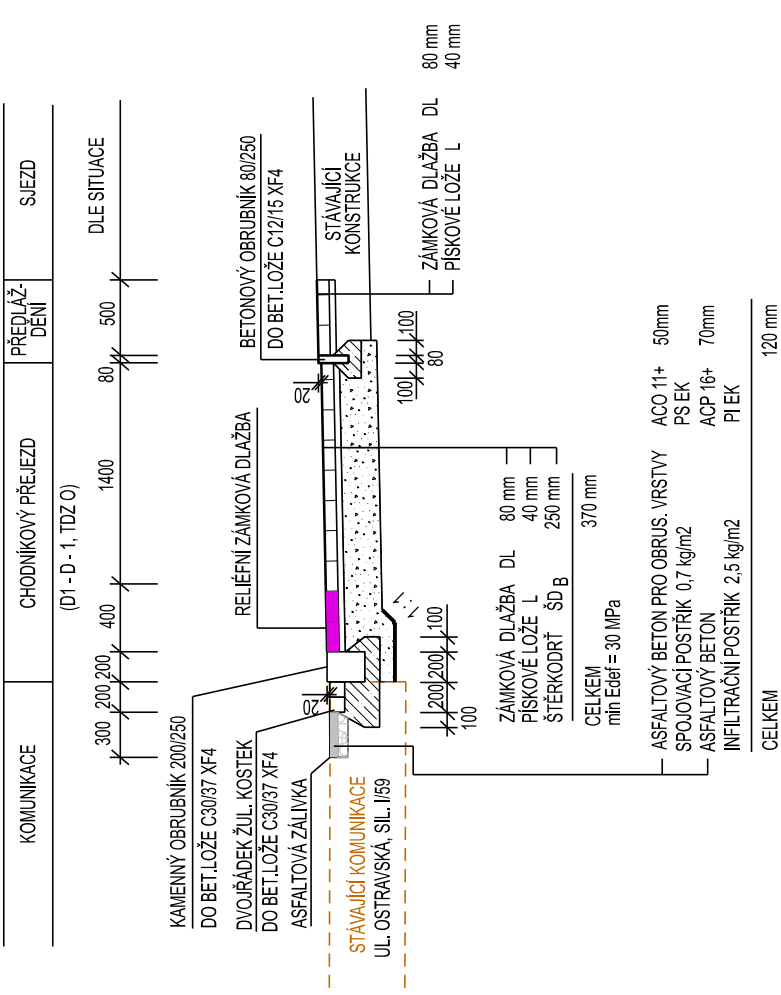 KOMUNIKACE
CHODNÍKOVÝ PŘEJEZD
(D1 - D - 1, TDZ O)
PŘEDLÁŽ-
DĚNÍ
SJEZD
DLE SITUACE
300
200
200
400
1400
80
500
KAMENNÝ OBRUBNÍK 200/250
DO BET.LOŽE C30/37 XF4
DVOJŘÁDEK ŽUL. KOSTEK
DO BET.LOŽE C30/37 XF4
ASFALTOVÁ ZÁLIVKA
RELIÉFNÍ ZÁMKOVÁ DLAŽBA
BETONOVÝ OBRUBNÍK 80/250
DO BET.LOŽE C12/15 XF4
STÁVAJÍCÍ
KONSTRUKCE
20
20
1:1
STÁVAJÍCÍ KOMUNIKACE
UL. OSTRAVSKÁ, SIL. I/59
100
200
200
100
100
80
100
ZÁMKOVÁ DLAŽBA DL 80 mm
PÍSKOVÉ LOŽE L 40 mm
ZÁMKOVÁ DLAŽBA DL 80 mm
PÍSKOVÉ LOŽE L 40 mm
ŠTĚRKODRŤ ŠD B 250 mm
CELKEM 370 mm
min Edef = 30 MPa
ASFALTOVÝ BETON PRO OBRUS. VRSTVY ACO 11+ 50mm
SPOJOVACÍ POSTŘIK 0,7 kg/m2 PS EK
ASFALTOVÝ BETON ACP 16+ 70mm
INFILTRAČNÍ POSTŘIK 2,5 kg/m2 PI EK
CELKEM 120 mm